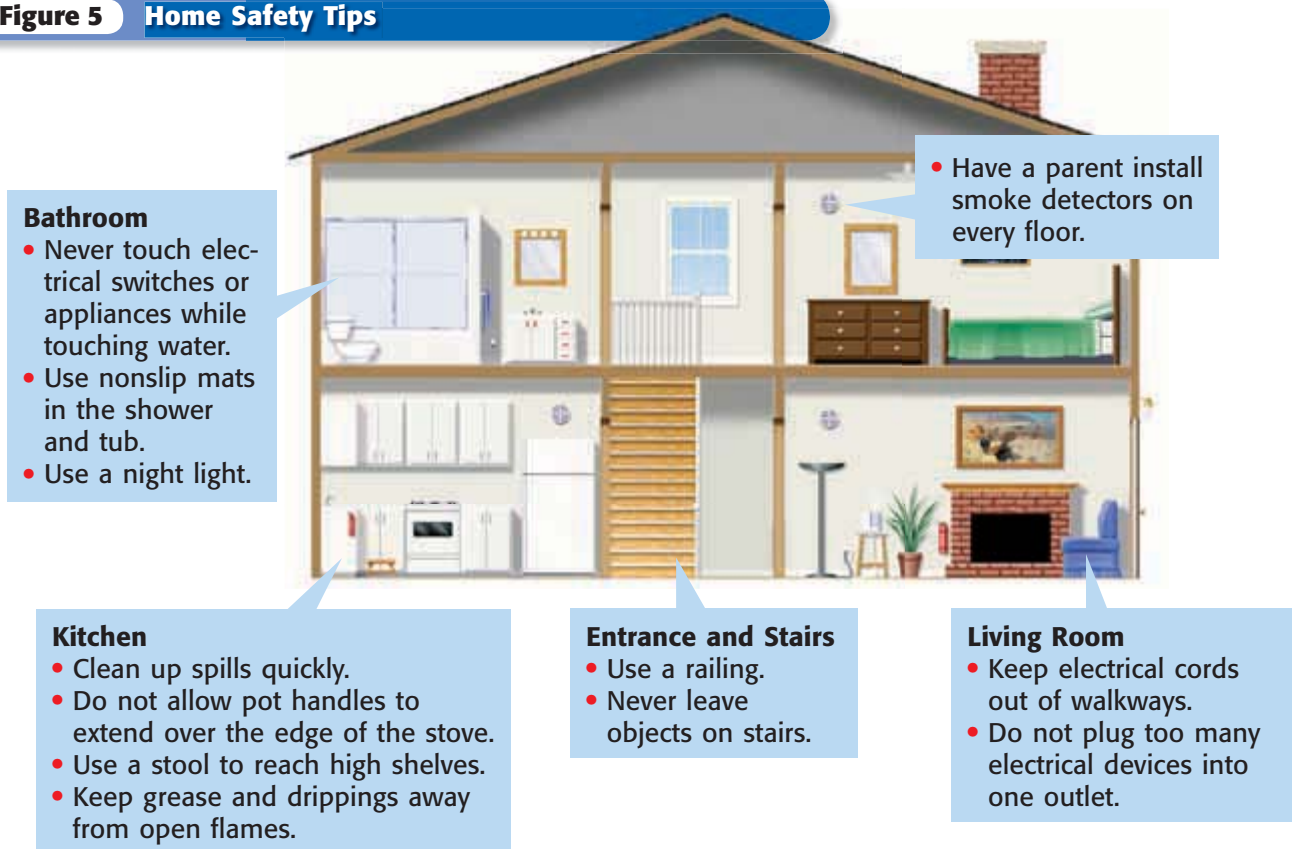 Figure 5 Home Safety Tips
• Have a parent install
smoke detectors on
every floor.
Bathroom
• Never touch elec-
trical switches or
appliances while
touching water.
• Use nonslip mats
in the shower
and tub.
• Use a night light.
Kitchen
• Clean up spills quickly.
• Do not allow pot handles to
extend over the edge of the stove.
• Use a stool to reach high shelves.
• Keep grease and drippings away
from open flames.
Entrance and Stairs
• Use a railing.
• Never leave
objects on stairs.
Living Room
• Keep electrical cords
out of walkways.
• Do not plug too many
electrical devices into
one outlet.